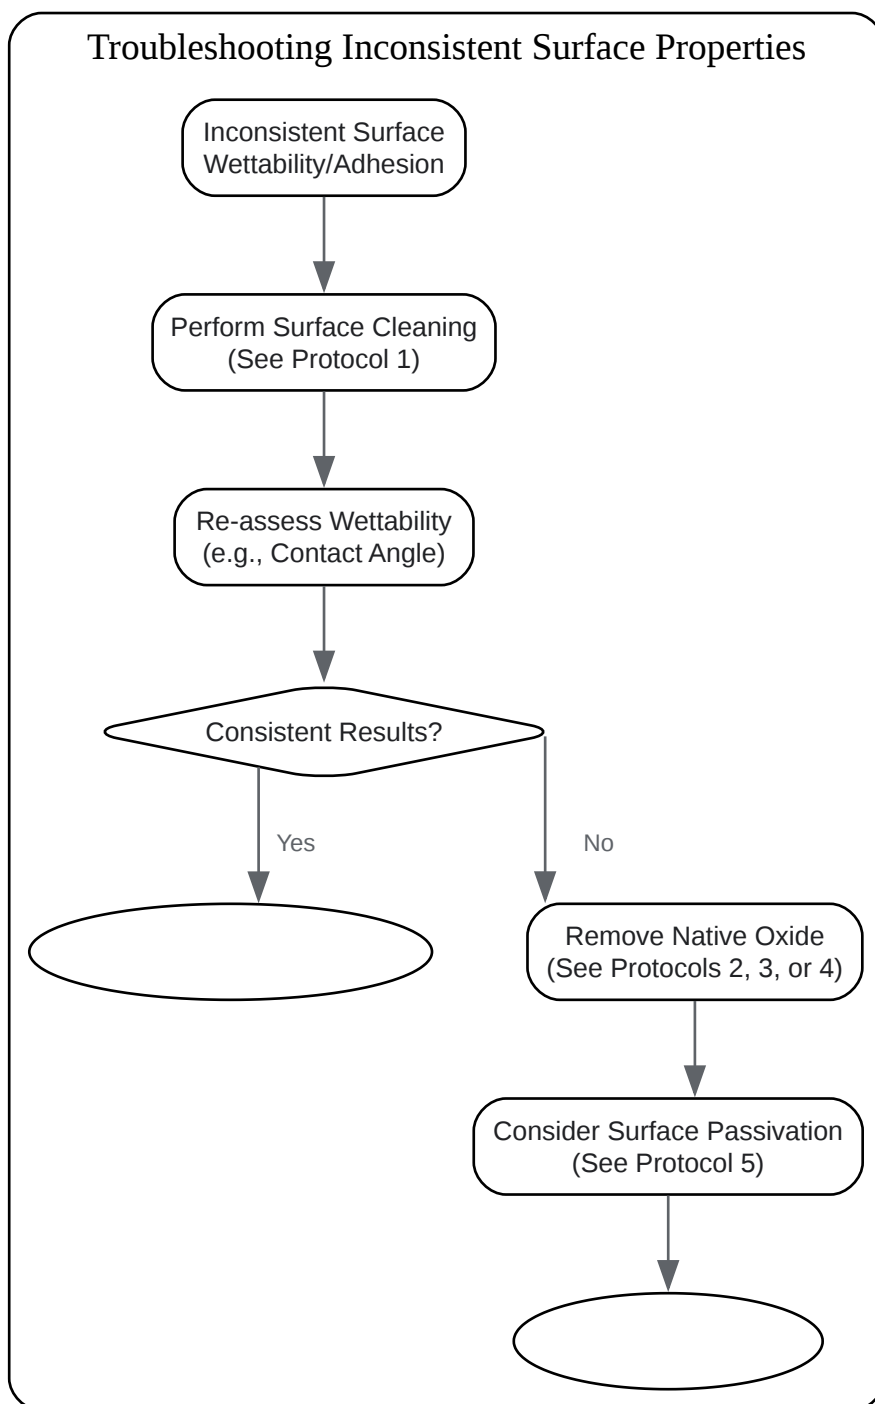 Troubleshooting Inconsistent Surface Properties
Inconsistent Surface
Wettability/Adhesion
Perform Surface Cleaning
(See Protocol 1)
Re-assess Wettability
(e.g., Contact Angle)
Consistent Results?
Yes
No
Remove Native Oxide
(See Protocols 2, 3, or 4)
Consider Surface Passivation
(See Protocol 5)